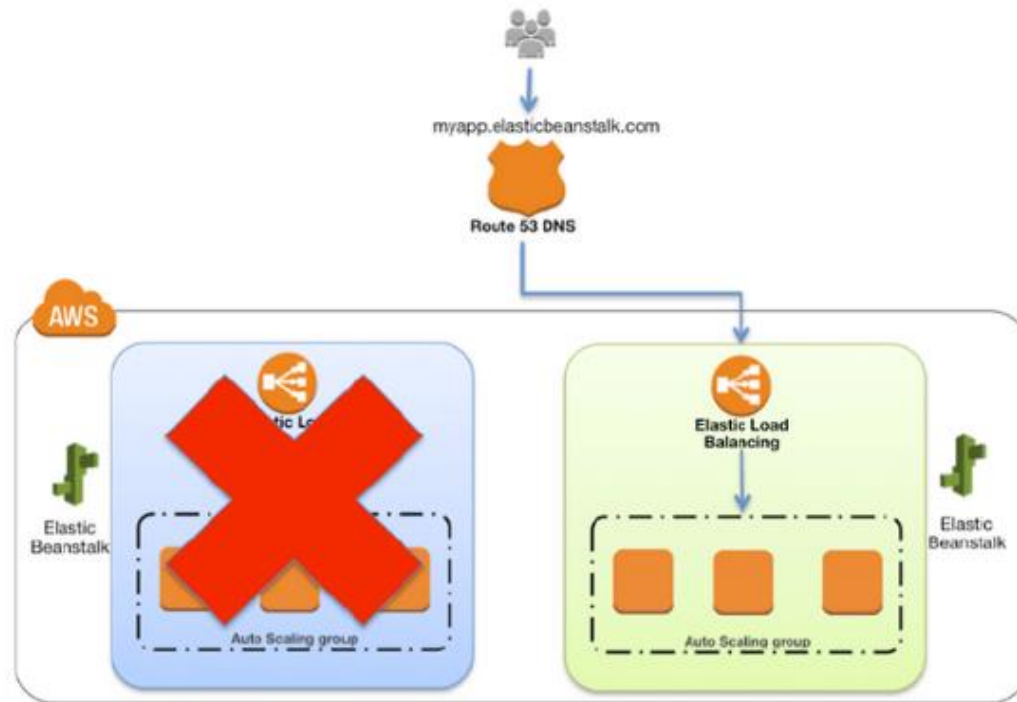 myapp.elasticbeanstalk.com
Route 53 DNS
AWS
Elastic Load
Balancing
Elastic
Beanstalk
Elastic
Beanstalk
Auto Scaling group
Auto Scaling group